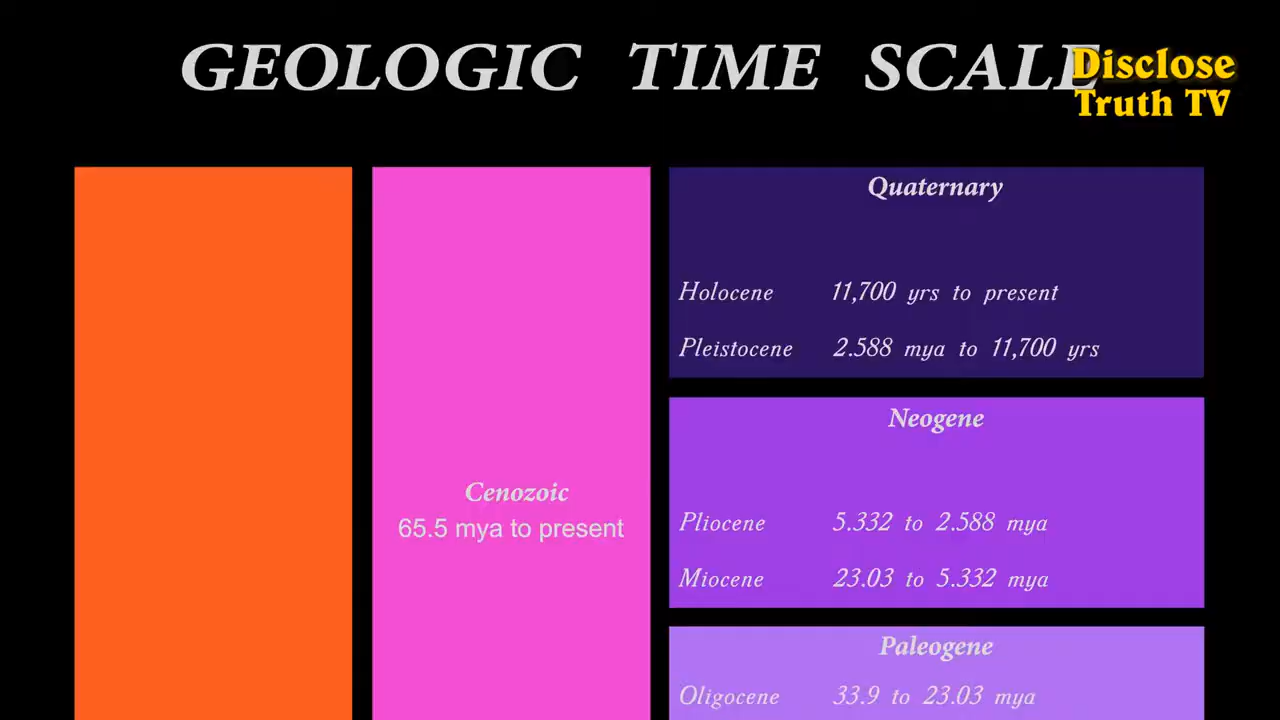 GEOLOGIC TIME SCALE
Disclose
Truth TV
Quaternary
Holocene 11,700 yrs to present
Pleistocene 2.588 mya to 11,700 yrs
Neogene
Pliocene 5.332 to 2.588 mya
Miocene 23.03 to 5.332 mya
Cenozoic
65.5 mya to present
Paleogene
Oligocene 33.9 to 23.03 mya